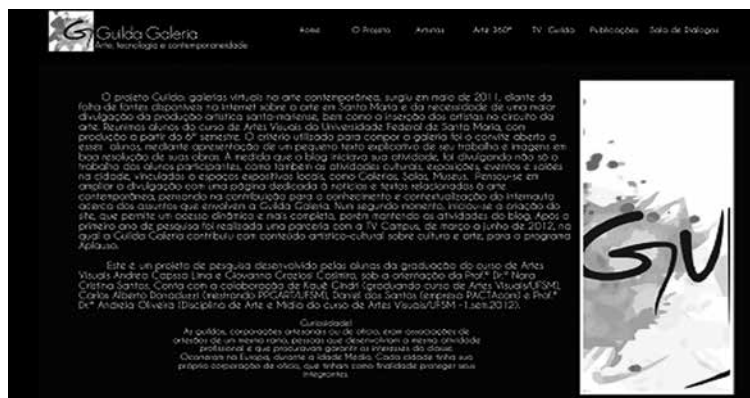 Guilda Galeria
Arte, tecnologia e contemporaneidade
Home O Projeto Artistas Arte 360° TV Guilda Publicações Sala de Diálogos
O projeto Guilda: galerias virtuais na arte contemporânea, surgiu em maio de 2011, diante da
falta de fontes disponíveis na internet sobre a arte em Santa Maria e da necessidade de uma maior
divulgação da produção artística santa-mariense, bem como a inserção dos artistas no circuito da
arte. Reunimos alunos do curso de Artes Visuais da Universidade Federal de Santa Maria, com
produção a partir do 6° semestre. O critério utilizado para compor a galeria foi o convite aberto a
esses alunos, mediante apresentação de um pequeno texto explicativo de seu trabalho e imagens em
boa resolução de suas obras. À medida que o blog iniciava sua atividade, foi divulgando não só o
trabalho dos alunos participantes, como também as atividades culturais, exposições, eventos e salões
na cidade, vinculados a espaços expositivos locais, como Galerias, Salas, Museus. Pensou-se em
ampliar a divulgação com uma página dedicada à notícias e textos relacionados à arte
contemporânea, pensando na contribuição para o conhecimento e contextualização do internauta
acerca dos assuntos que envolvem a Guilda Galeria. Num segundo momento, iniciou-se a criação do
site, que permite um acesso dinâmico e mais completo, porém mantendo as atividades do blog. Após o
primeiro ano de pesquisa foi realizada uma parceria com a TV Campus, de março a junho de 2012, na
qual a Guilda Galeria contribuiu com conteúdo artístico-cultural sobre cultura e arte, para o programa
Aplauso.
Este é um projeto de pesquisa desenvolvido pelas alunas da graduação do curso de Artes
Visuais Andrea Capssa Lima e Giovanna Graziosi Casimiro, sob a orientação da Prof.ª Dr.ª Nara
Cristina Santos. Conta com a colaboração de Kauê Cindri (graduando curso de Artes Visuais/UFSM),
Carlos Alberto Donaduzzi (mestrando PPGART/UFSM), Daniel dos Santos (empresa PACTAcom) e Prof.ª
Dr.ª Andreia Oliveira (Disciplina de Arte e Mídia do curso de Artes Visuais/UFSM - 1.sem.2012).
Curiosidade!
As guildas, corporações artesanais ou de ofício, eram associações de
artesãos de um mesmo ramo, pessoas que desenvolviam a mesma atividade
profissional e que procuravam garantir os interesses da classe.
Ocorreram na Europa, durante a Idade Média. Cada cidade tinha sua
própria corporação de ofício, que tinham como finalidade proteger seus
integrantes.
GU